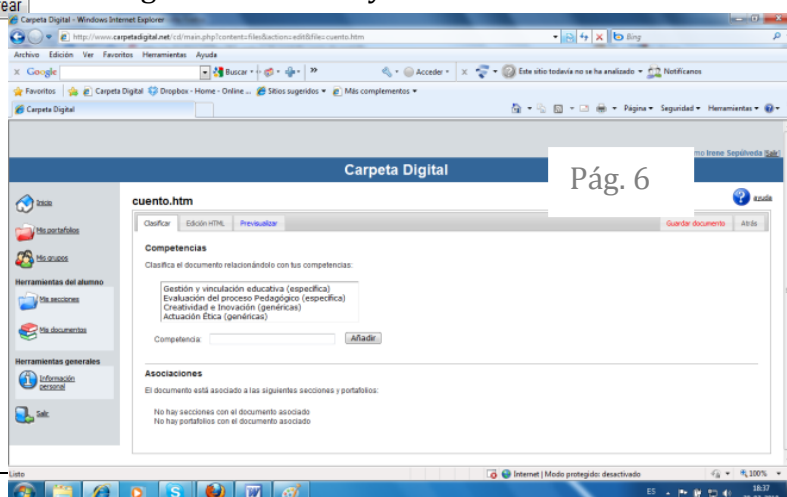 rear
Carpeta Digital - Windows Internet Explorer
http://www.carpetadigital.net/cd/main.php?content=files&action=edit&file=cuento.htm
Bing
Archivo Edición Ver Favoritos Herramientas Ayuda
x Google Buscar Acceder x Este sitio todavía no se ha analizado Notificarnos
Favoritos Carpeta Digital Dropbox - Home - Online ... Sitios sugeridos Más complementos
Carpeta Digital Página Seguridad Herramientas
mo Irene Sepúlveda [Salir]
Carpeta Digital
Pág. 6
Inicio
cuento.htm
ayuda
Clasificar Edición HTML Previsualizar Guardar documento Atrás
Mis portafolios
Mis grupos
Herramientas del alumno
Mis secciones
Mis documentos
Herramientas generales
Información personal
Salir
Competencias
Clasifica el documento relacionándolo con tus competencias:
Gestión y vinculación educativa (específica)
Evaluación del proceso Pedagógico (específica)
Creatividad e Inovación (genéricas)
Actuación Ética (genéricas)
Competencia: Añadir
Asociaciones
El documento está asociado a las siguientes secciones y portafolios:
No hay secciones con el documento asociado
No hay portafolios con el documento asociado
Listo Internet | Modo protegido: desactivado 100%
ES 18:37